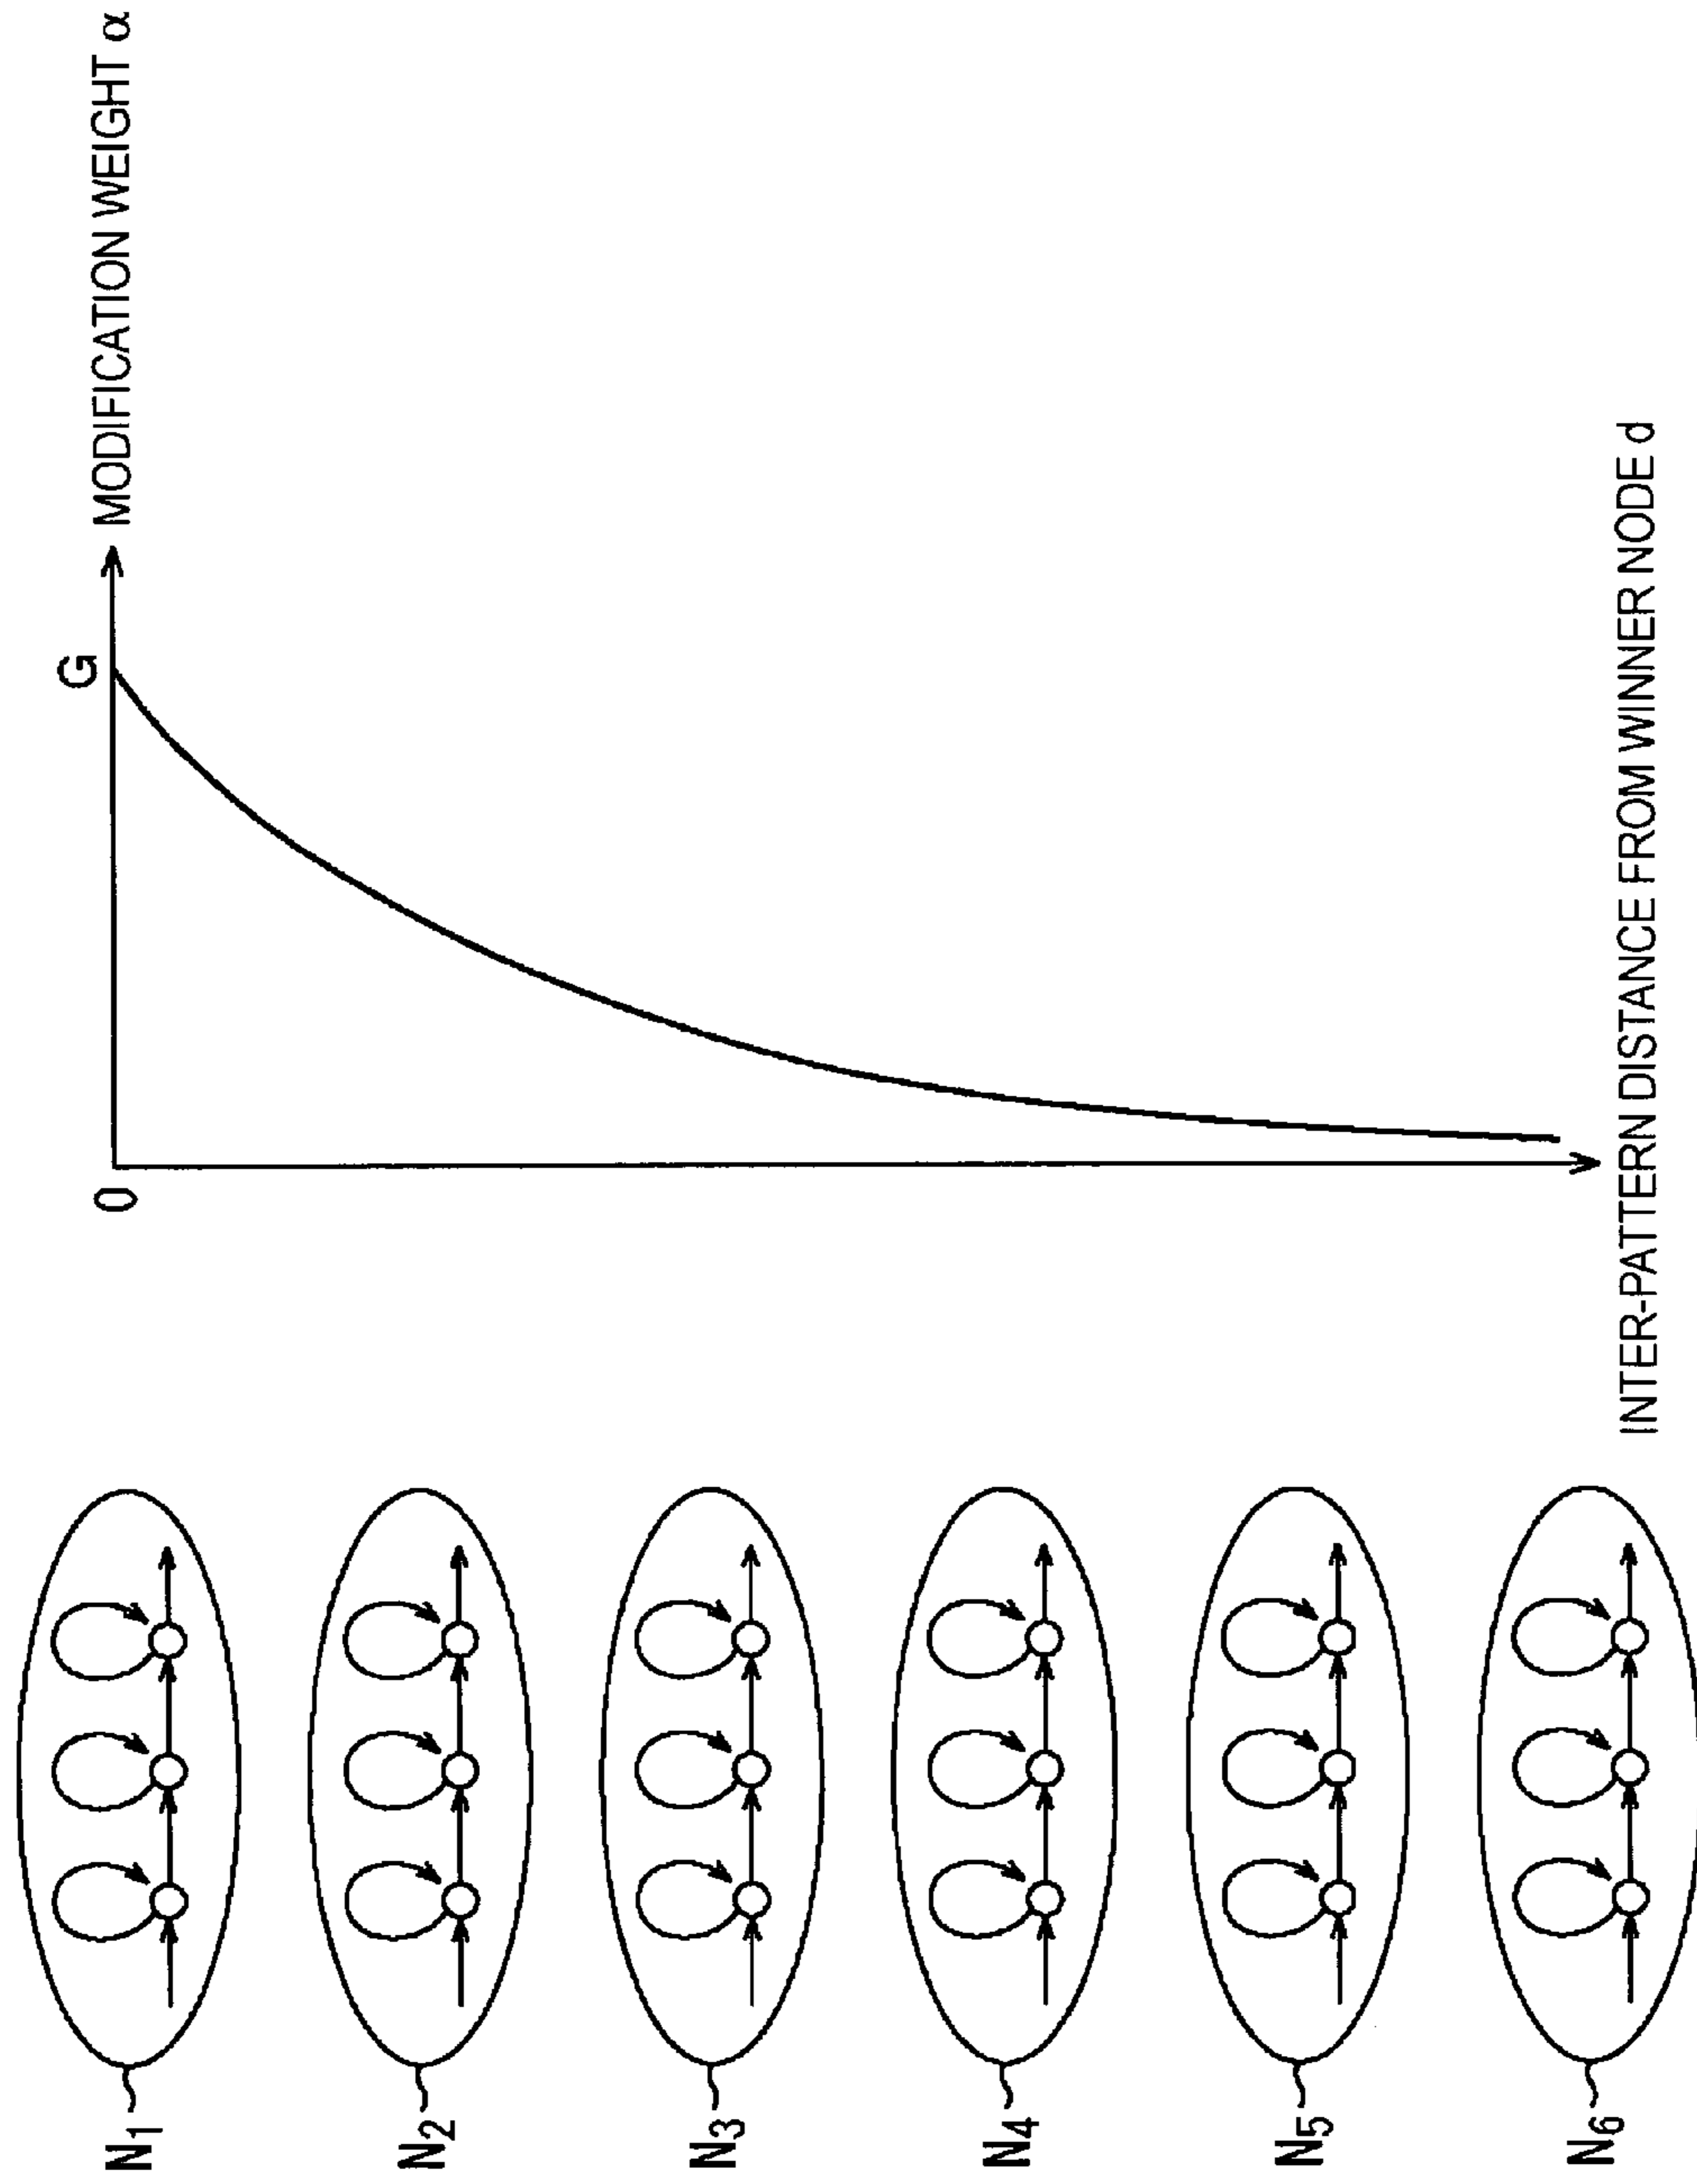 N1
N2
N3
N4
N5
N6
0
G
MODIFICATION WEIGHT α
INTER-PATTERN DISTANCE FROM WINNER NODE d